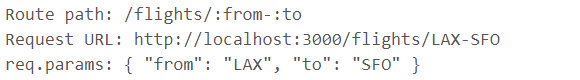 Route path: /flights/:from-:to
Request URL: http://localhost:3000/flights/LAX-SFO
req.params: { "from": "LAX", "to": "SFO" }